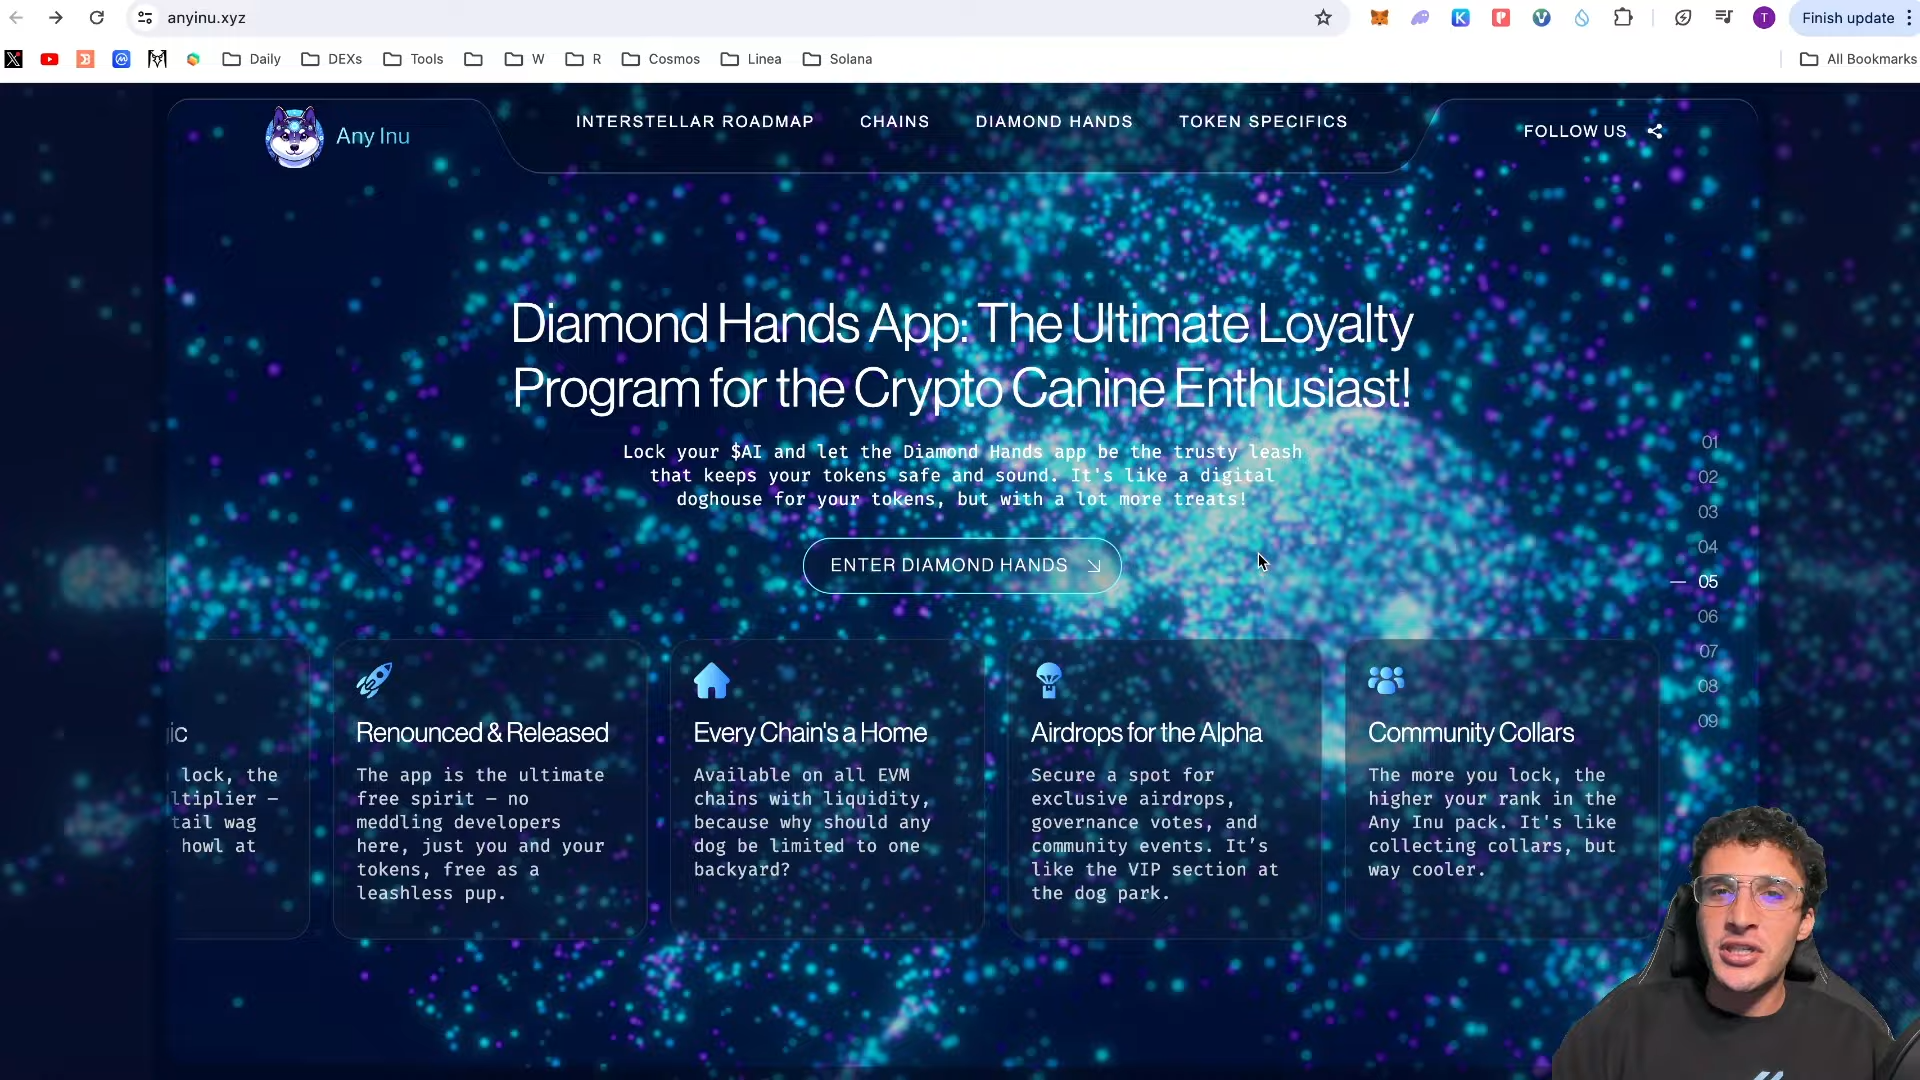 anyinu.xyz
T
Finish update
Daily
DEXs
Tools
W
R
Cosmos
Linea
Solana
All Bookmarks
Any Inu
INTERSTELLAR ROADMAP
CHAINS
DIAMOND HANDS
TOKEN SPECIFICS
FOLLOW US
Diamond Hands App: The Ultimate Loyalty
Program for the Crypto Canine Enthusiast!
Lock your $AI and let the Diamond Hands app be the trusty leash
that keeps your tokens safe and sound. It's like a digital
doghouse for your tokens, but with a lot more treats!
ENTER DIAMOND HANDS
01
02
03
04
05
06
07
08
09
ic
lock, the
ltiplier –
tail wag
howl at
Renounced & Released
The app is the ultimate
free spirit – no
meddling developers
here, just you and your
tokens, free as a
leashless pup.
Every Chain's a Home
Available on all EVM
chains with liquidity,
because why should any
dog be limited to one
backyard?
Airdrops for the Alpha
Secure a spot for
exclusive airdrops,
governance votes, and
community events. It’s
like the VIP section at
the dog park.
Community Collars
The more you lock, the
higher your rank in the
Any Inu pack. It's like
collecting collars, but
way cooler.